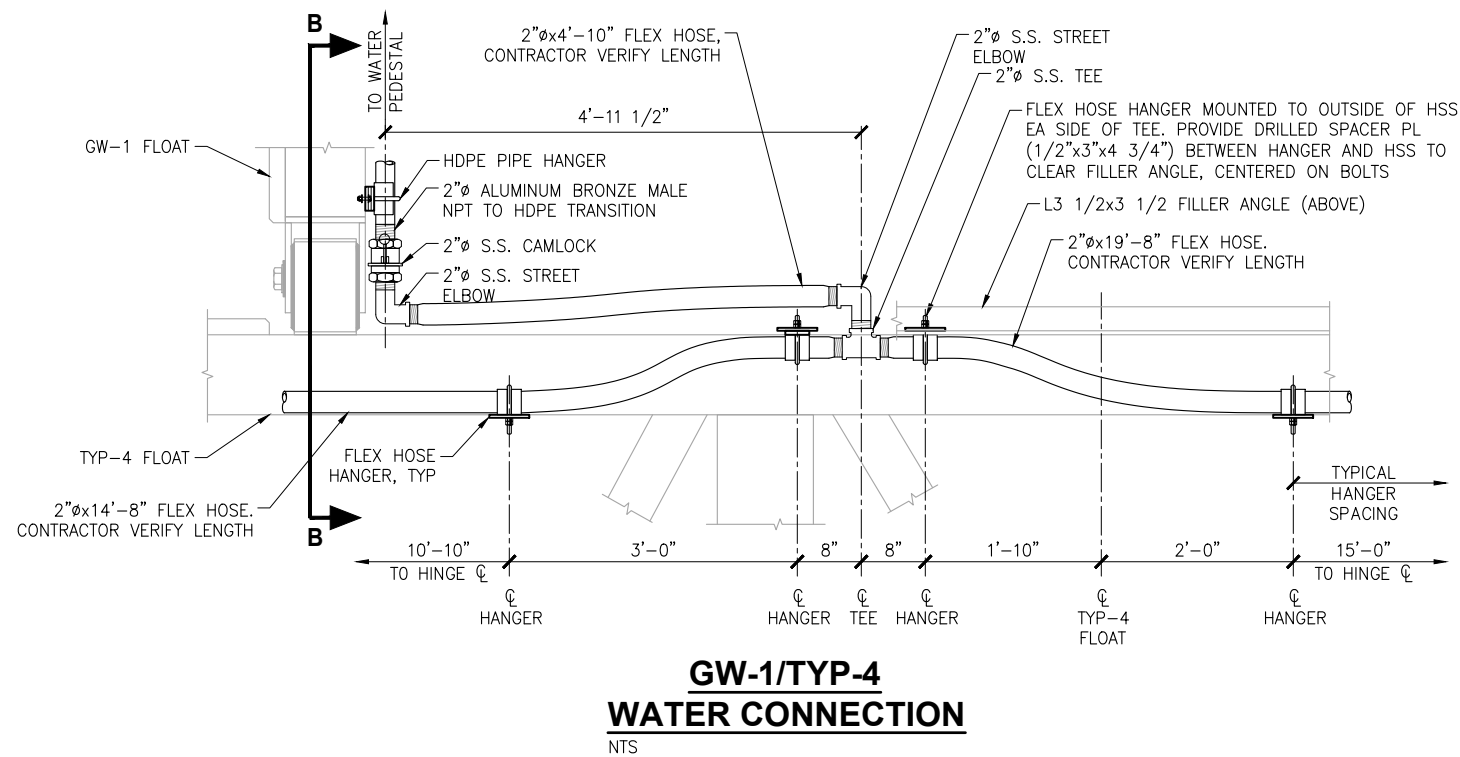 B
TO WATER
PEDESTAL
2"øx4'-10" FLEX HOSE,
CONTRACTOR VERIFY LENGTH
2"ø S.S. STREET
ELBOW
2"ø S.S. TEE
FLEX HOSE HANGER MOUNTED TO OUTSIDE OF HSS
EA SIDE OF TEE. PROVIDE DRILLED SPACER PL
(1/2"x3"x4 3/4") BETWEEN HANGER AND HSS TO
CLEAR FILLER ANGLE, CENTERED ON BOLTS
4'-11 1/2"
GW-1 FLOAT
HDPE PIPE HANGER
2"ø ALUMINUM BRONZE MALE
NPT TO HDPE TRANSITION
2"ø S.S. CAMLOCK
2"ø S.S. STREET
ELBOW
L3 1/2x3 1/2 FILLER ANGLE (ABOVE)
2"øx19'-8" FLEX HOSE.
CONTRACTOR VERIFY LENGTH
TYP-4 FLOAT
FLEX HOSE
HANGER, TYP
2"øx14'-8" FLEX HOSE.
CONTRACTOR VERIFY LENGTH
B
TYPICAL
HANGER
SPACING
10'-10"
TO HINGE ℄
3'-0"
8"
8"
1'-10"
2'-0"
15'-0"
TO HINGE ℄
℄
HANGER
℄
HANGER
℄
TEE
℄
HANGER
℄
TYP-4
FLOAT
℄
HANGER
GW-1/TYP-4
WATER CONNECTION
NTS